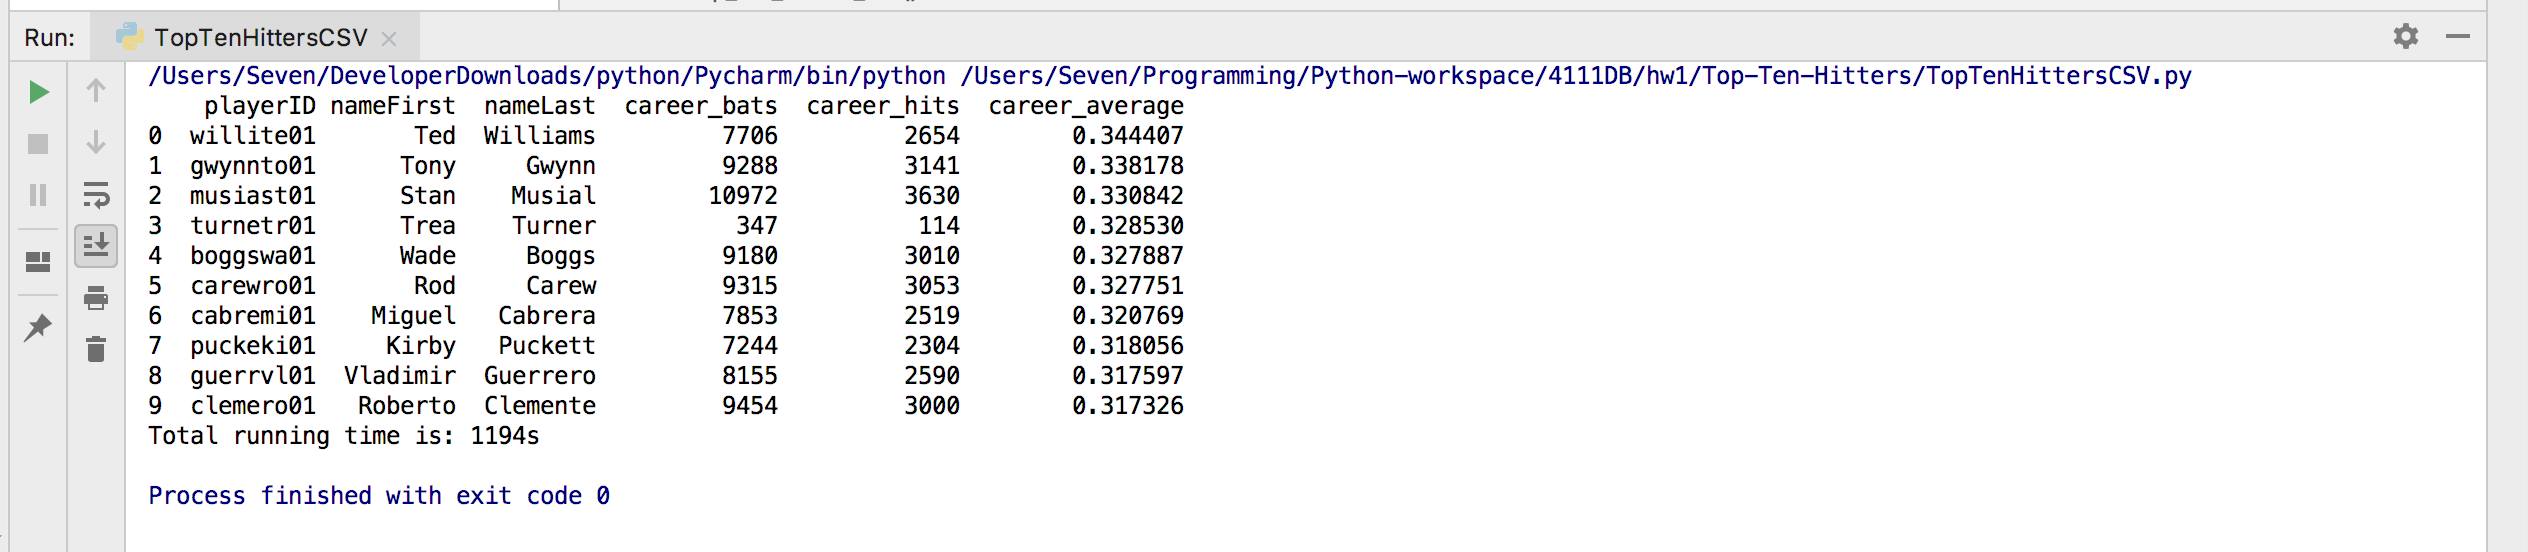 Run: TopTenHittersCSV
/Users/Seven/DeveloperDownloads/python/Pycharm/bin/python /Users/Seven/Programming/Python-workspace/4111DB/hw1/Top-Ten-Hitters/TopTenHittersCSV.py
    playerID nameFirst  nameLast  career_bats  career_hits  career_average
0  willite01       Ted  Williams         7706         2654        0.344407
1  gwynnto01      Tony     Gwynn         9288         3141        0.338178
2  musiast01      Stan    Musial        10972         3630        0.330842
3  turnetr01      Trea    Turner          347          114        0.328530
4  boggswa01      Wade     Boggs         9180         3010        0.327887
5  carewro01       Rod     Carew         9315         3053        0.327751
6  cabremi01    Miguel   Cabrera         7853         2519        0.320769
7  puckeki01     Kirby   Puckett         7244         2304        0.318056
8  guerrvl01  Vladimir  Guerrero         8155         2590        0.317597
9  clemero01   Roberto  Clemente         9454         3000        0.317326
Total running time is: 1194s
Process finished with exit code 0